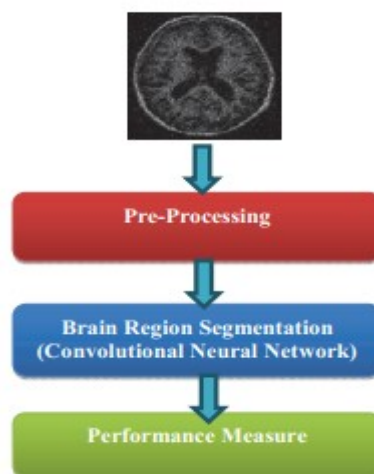 Pre-Processing
Brain Region Segmentation
(Convolutional Neural Network)
Performance Measure